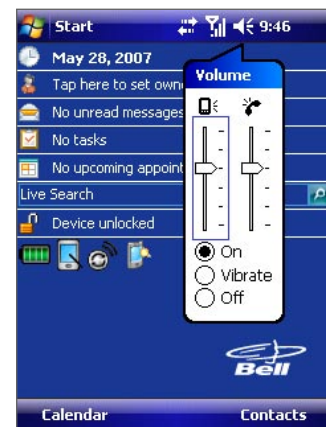 Start 9:46
May 28, 2007
Tap here to set own
No unread messages
No tasks
No upcoming appoint
Live Search
Device unlocked
Volume
On
Vibrate
Off
Bell
Calendar Contacts